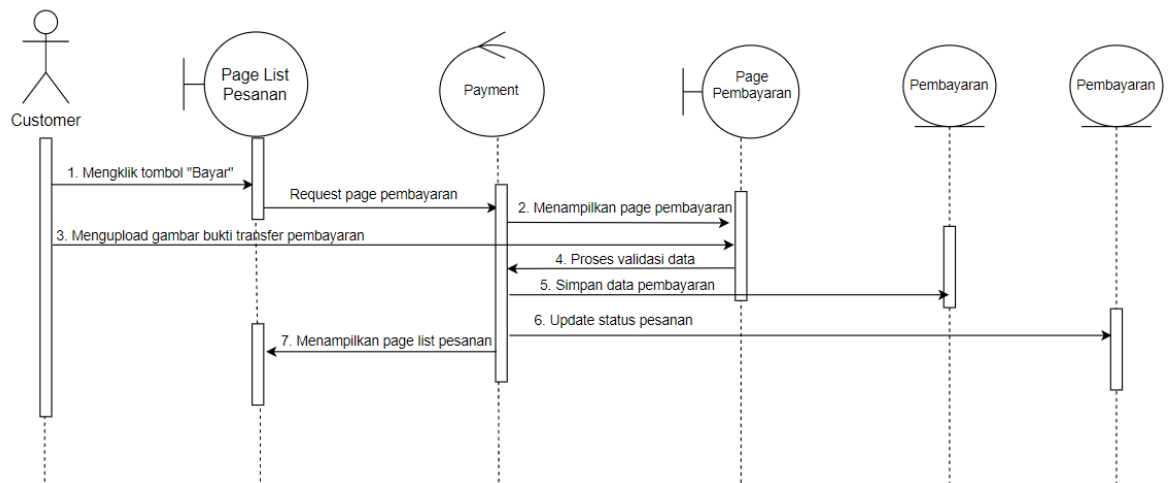 Customer
Page List
Pesanan
Payment
Page
Pembayaran
Pembayaran
Pembayaran
1. Mengklik tombol "Bayar"
Request page pembayaran
2. Menampilkan page pembayaran
3. Mengupload gambar bukti transfer pembayaran
4. Proses validasi data
5. Simpan data pembayaran
6. Update status pesanan
7. Menampilkan page list pesanan